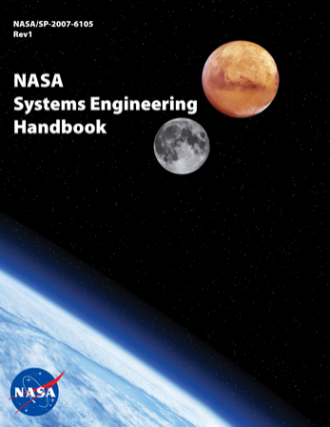 NASA/SP-2007-6105
Rev1
NASA
Systems Engineering
Handbook
NASA